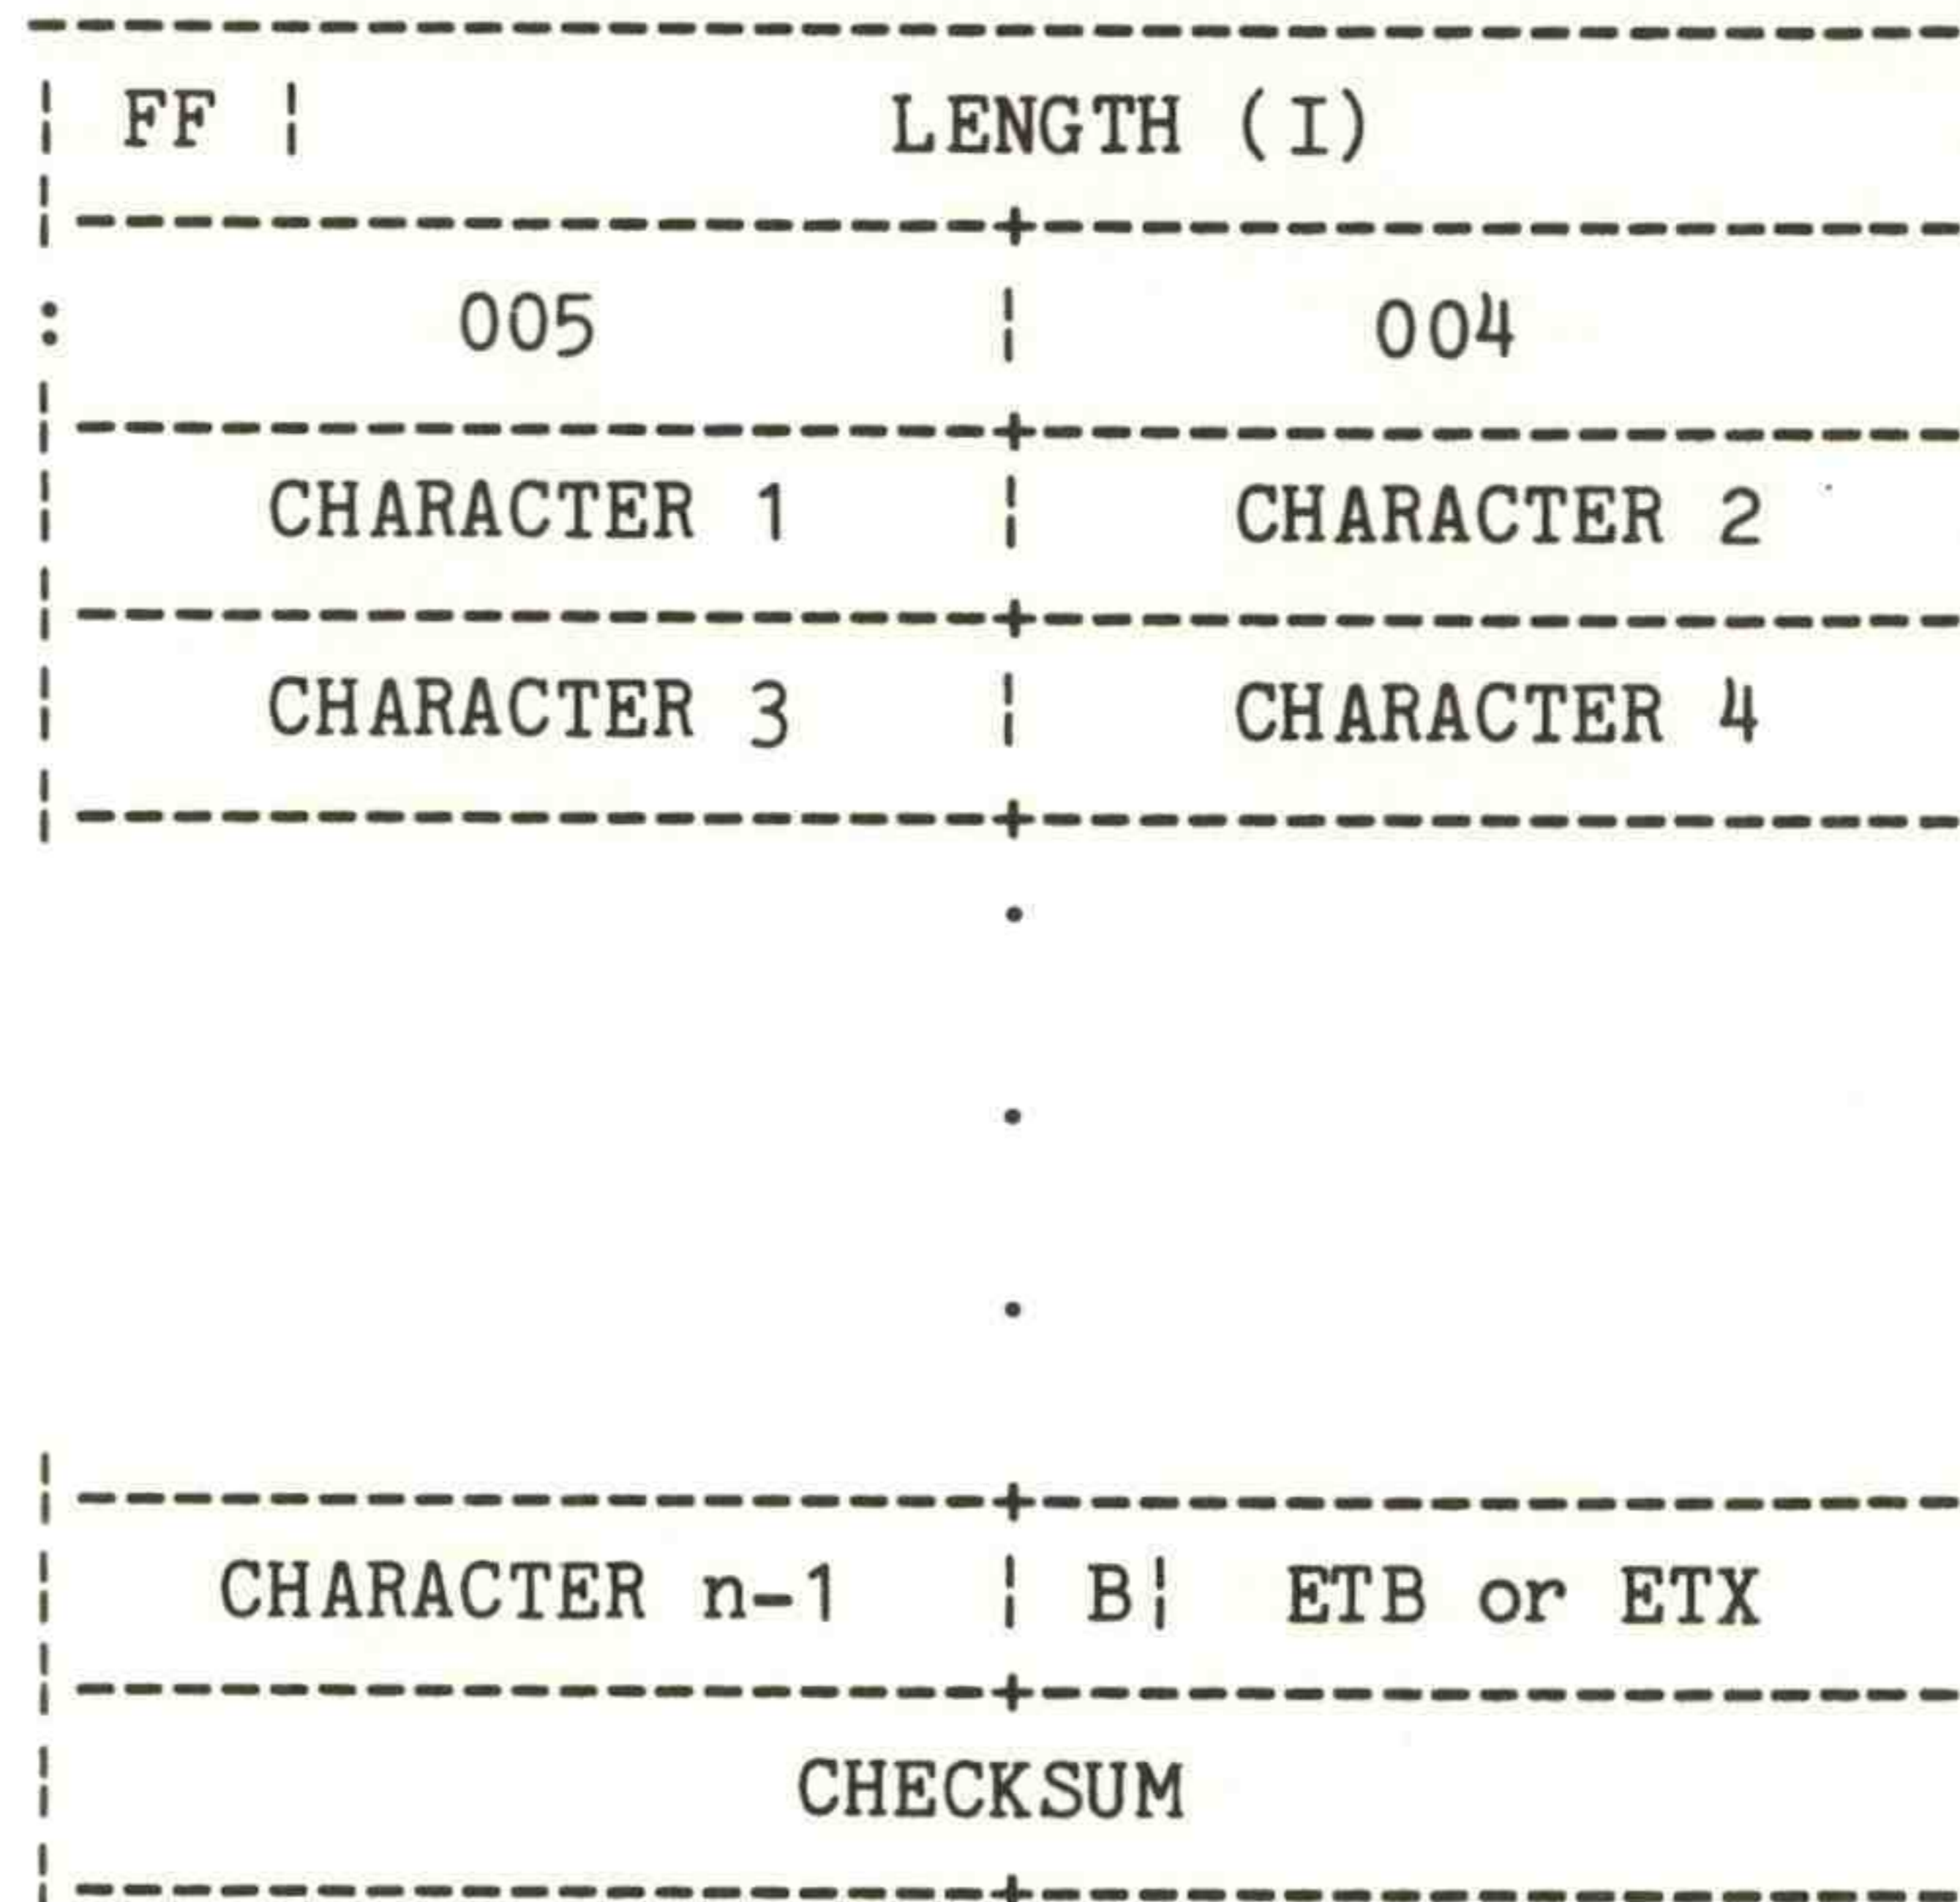 FF | LENGTH (I)
: 005 | 004
CHARACTER 1 | CHARACTER 2
CHARACTER 3 | CHARACTER 4
.
.
.
CHARACTER n-1 | B| ETB or ETX
CHECKSUM